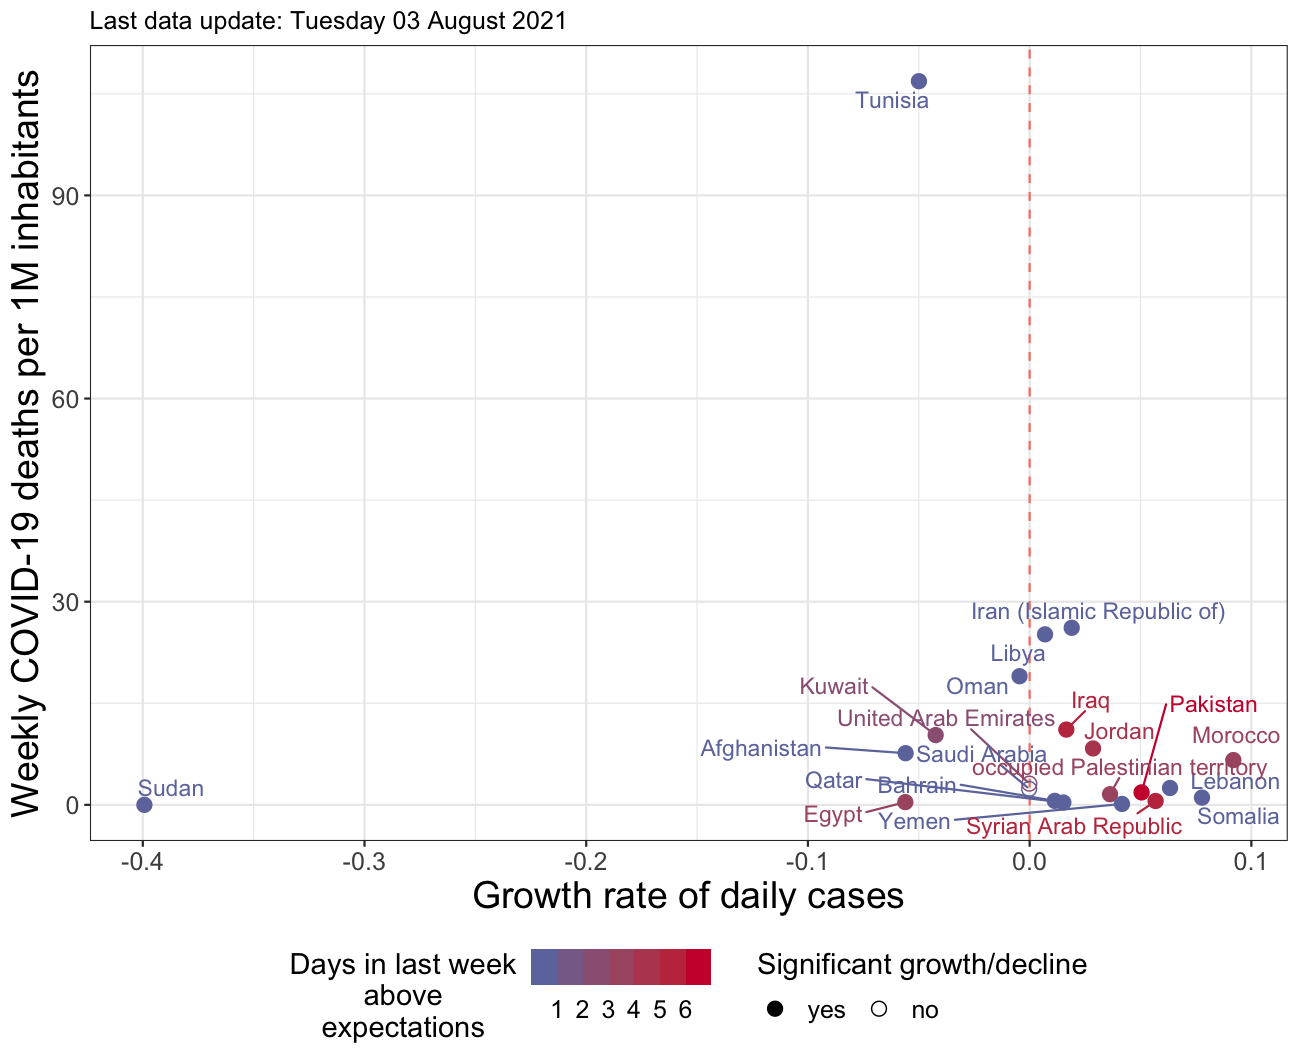 Last data update: Tuesday 03 August 2021
Weekly COVID-19 deaths per 1M inhabitants
Tunisia
90
60
30
Iran (Islamic Republic of)
Libya
Oman
Kuwait
Iraq
Pakistan
United Arab Emirates
Jordan
Morocco
Afghanistan
Saudi Arabia
occupied Palestinian territory
Qatar
Bahrain
Lebanon
Sudan
0
Egypt
Yemen
Syrian Arab Republic
Somalia
-0.4 -0.3 -0.2 -0.1 0.0 0.1
Growth rate of daily cases
Days in last week
above
expectations
1 2 3 4 5 6
Significant growth/decline
yes no